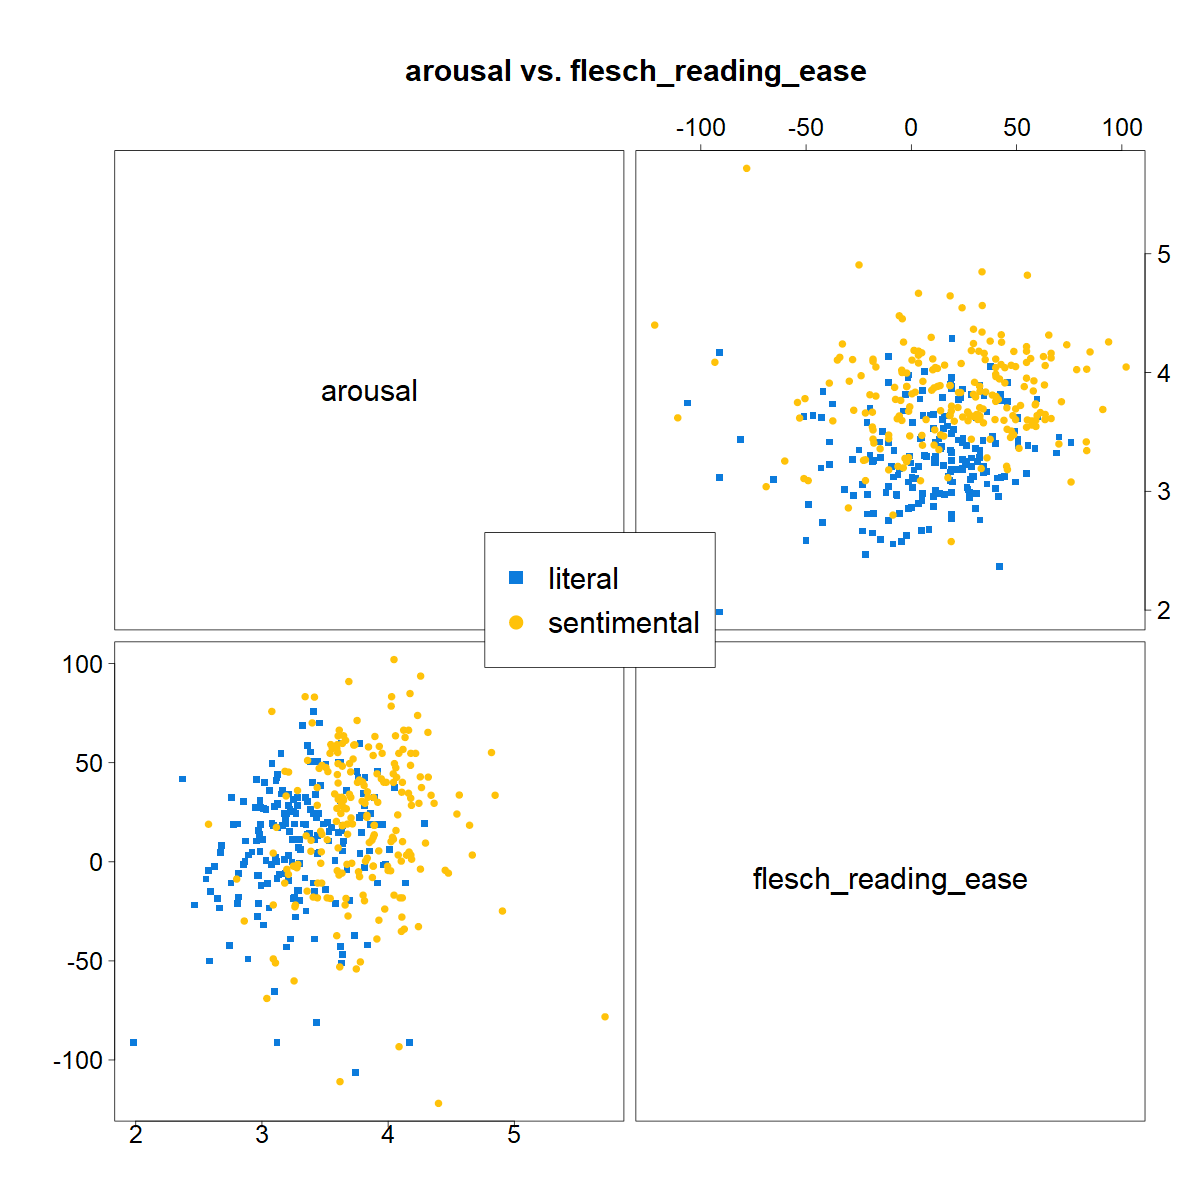 arousal vs. flesch_reading_ease
-100 -50 0 50 100
arousal
5
4
3
2
literal
sentimental
100
50
0
-50
-100
flesch_reading_ease
2 3 4 5